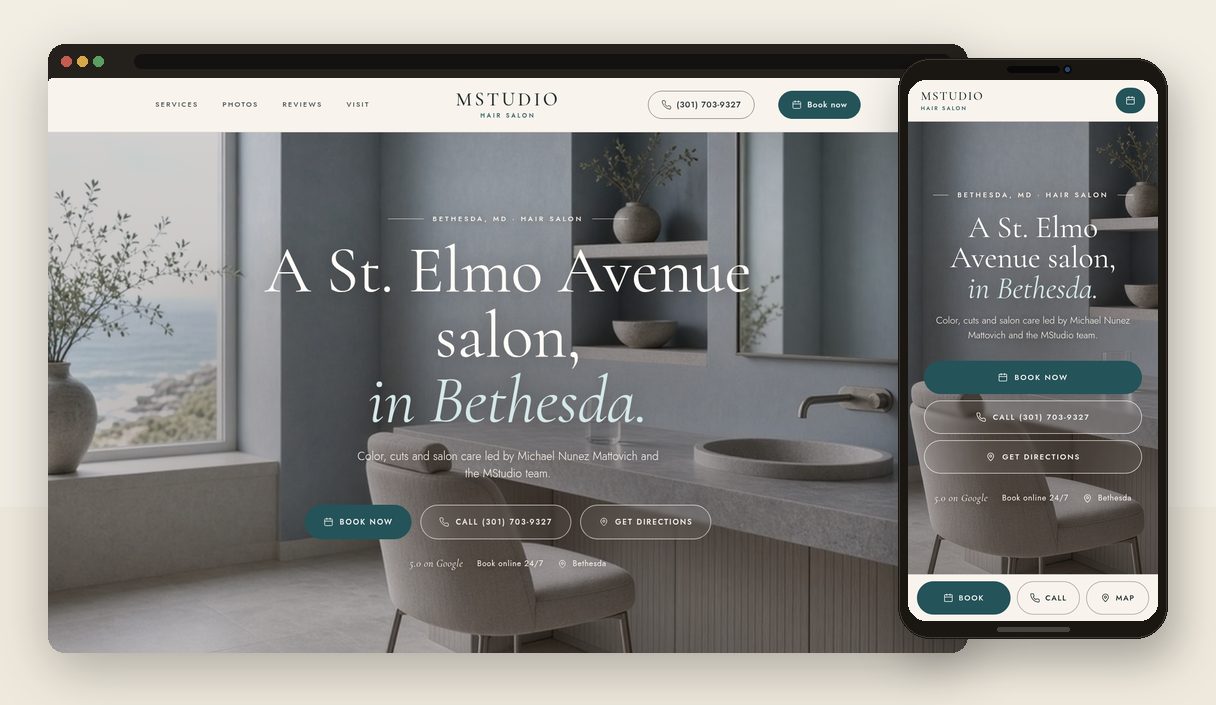 SERVICES PHOTOS REVIEWS VISIT
MSTUDIO
HAIR SALON
(301) 703-9327
Book now
BETHESDA, MD · HAIR SALON
A St. Elmo Avenue
salon,
in Bethesda.
Color, cuts and salon care led by Michael Nunez Mattovich and
the MStudio team.
BOOK NOW
CALL (301) 703-9327
GET DIRECTIONS
5.0 on Google Book online 24/7 Bethesda
MSTUDIO
HAIR SALON
BETHESDA, MD · HAIR SALON
A St. Elmo
Avenue salon,
in Bethesda.
Color, cuts and salon care led by Michael Nunez
Mattovich and the MStudio team.
BOOK NOW
CALL (301) 703-9327
GET DIRECTIONS
5.0 on Google Book online 24/7 Bethesda
BOOK CALL MAP